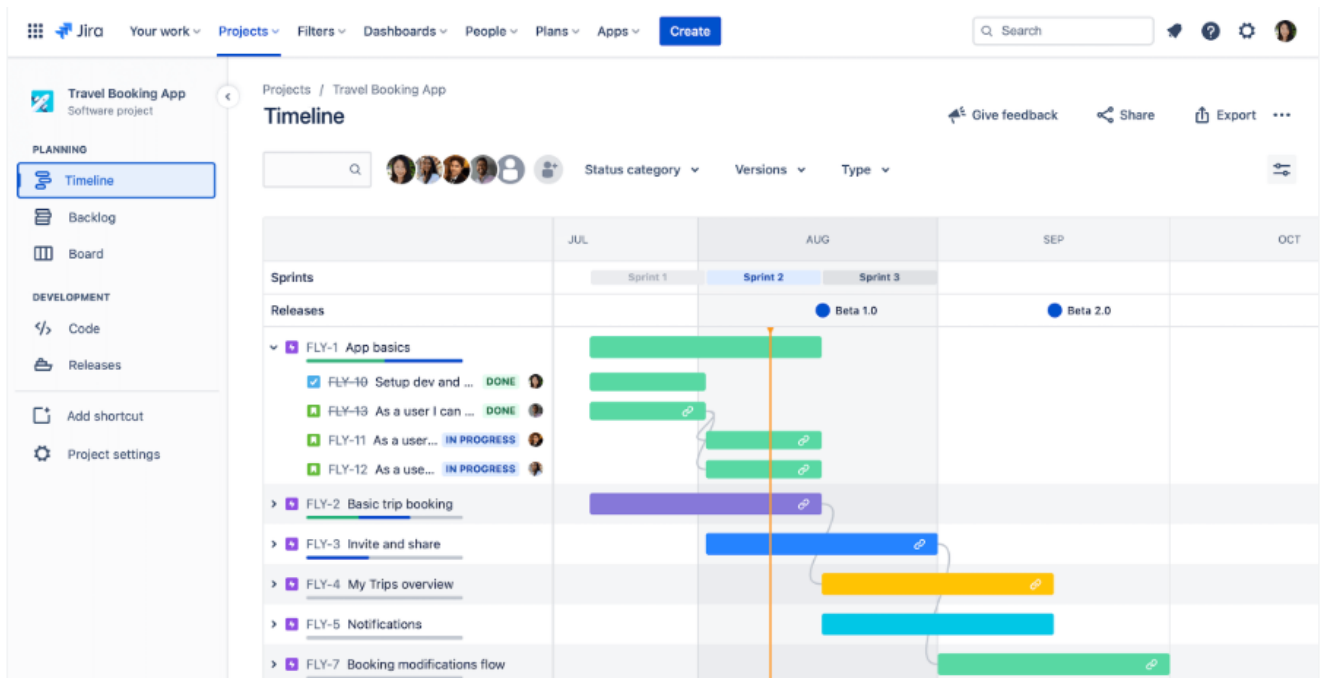 Jira Your work Projects Filters Dashboards People Plans Apps Create Search
Travel Booking App
Software project
Projects / Travel Booking App
Timeline
Give feedback Share Export
PLANNING
Timeline
Backlog
Board
DEVELOPMENT
Code
Releases
Add shortcut
Project settings
Status category Versions Type
JUL AUG SEP OCT
Sprints Sprint 1 Sprint 2 Sprint 3
Releases Beta 1.0 Beta 2.0
FLY-1 App basics
FLY-10 Setup dev and ... DONE
FLY-13 As a user I can ... DONE
FLY-11 As a user... IN PROGRESS
FLY-12 As a use... IN PROGRESS
FLY-2 Basic trip booking
FLY-3 Invite and share
FLY-4 My Trips overview
FLY-5 Notifications
FLY-7 Booking modifications flow